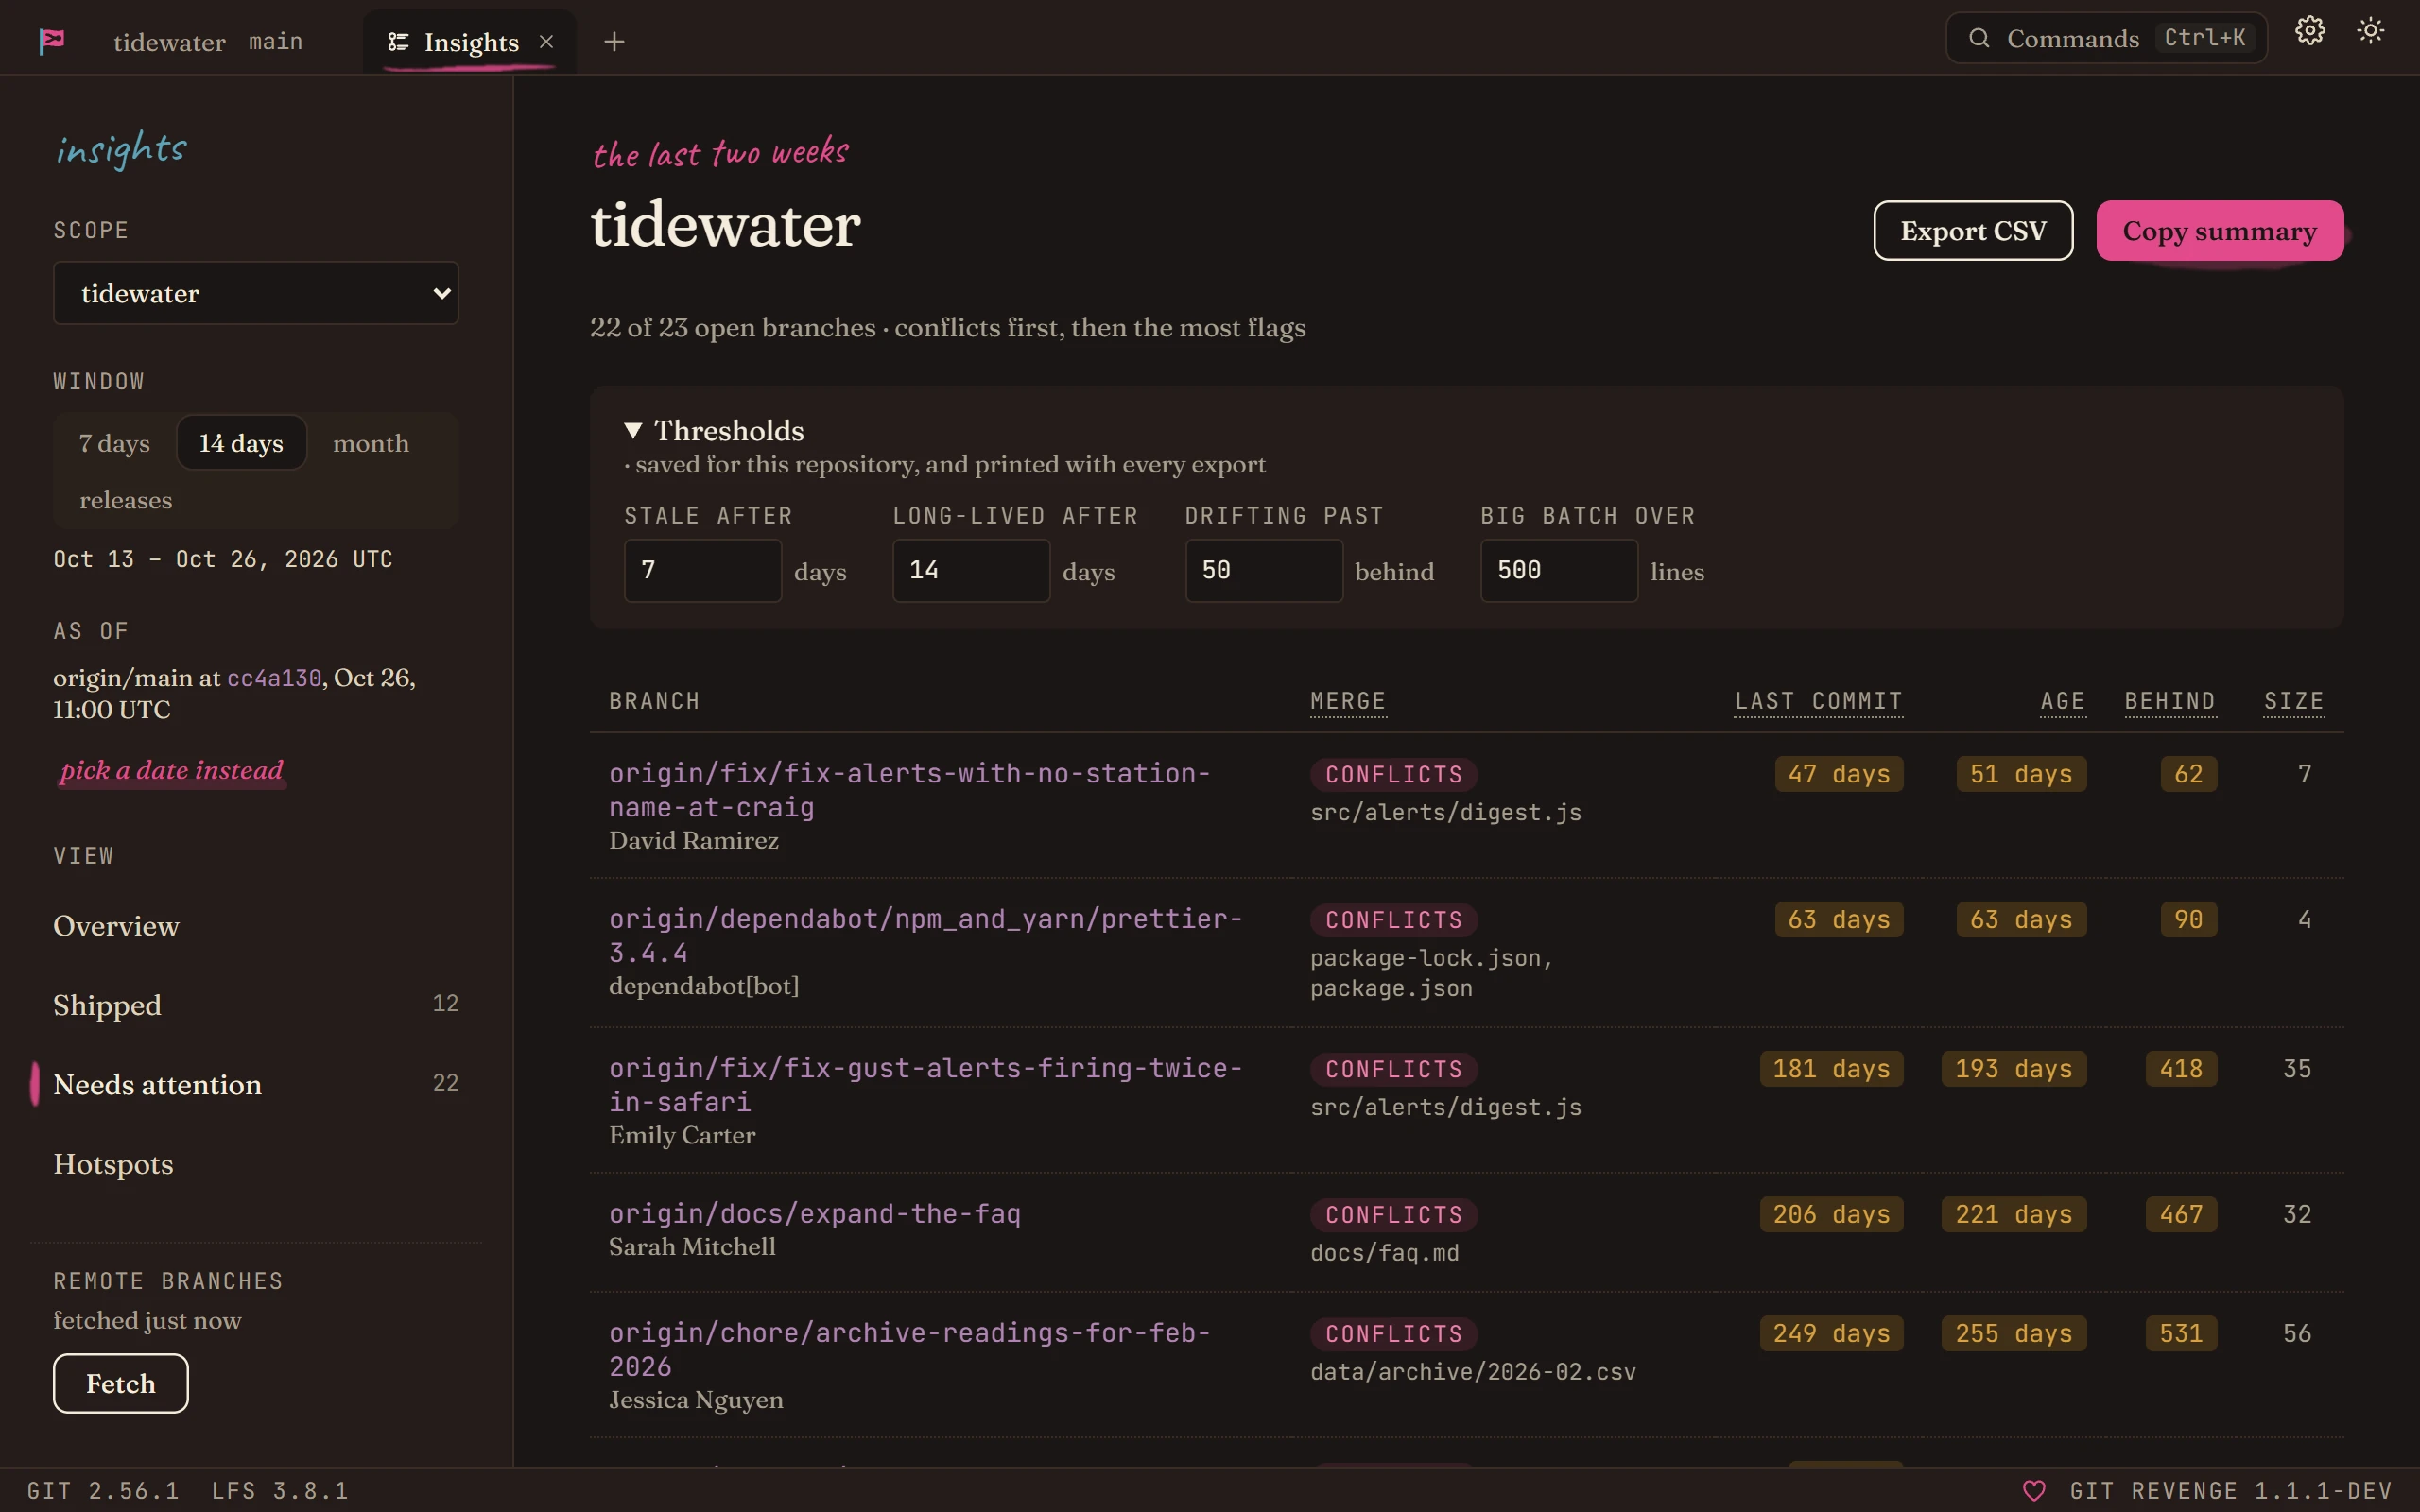 tidewater main
Insights
Commands Ctrl+K
insights
SCOPE
tidewater
WINDOW
7 days 14 days month
releases
Oct 13 – Oct 26, 2026 UTC
AS OF
origin/main at cc4a130, Oct 26,
11:00 UTC
pick a date instead
VIEW
Overview
Shipped 12
Needs attention 22
Hotspots
REMOTE BRANCHES
fetched just now
Fetch
the last two weeks
tidewater
Export CSV
Copy summary
22 of 23 open branches · conflicts first, then the most flags
Thresholds
· saved for this repository, and printed with every export
STALE AFTER LONG-LIVED AFTER DRIFTING PAST BIG BATCH OVER
7 days 14 days 50 behind 500 lines
BRANCH MERGE LAST COMMIT AGE BEHIND SIZE
origin/fix/fix-alerts-with-no-station- CONFLICTS 47 days 51 days 62 7
name-at-craig src/alerts/digest.js
David Ramirez
origin/dependabot/npm_and_yarn/prettier- CONFLICTS 63 days 63 days 90 4
3.4.4 package-lock.json,
dependabot[bot] package.json
origin/fix/fix-gust-alerts-firing-twice- CONFLICTS 181 days 193 days 418 35
in-safari src/alerts/digest.js
Emily Carter
origin/docs/expand-the-faq CONFLICTS 206 days 221 days 467 32
Sarah Mitchell docs/faq.md
origin/chore/archive-readings-for-feb- CONFLICTS 249 days 255 days 531 56
2026 data/archive/2026-02.csv
Jessica Nguyen
GIT 2.56.1 LFS 3.8.1
GIT REVENGE 1.1.1-DEV